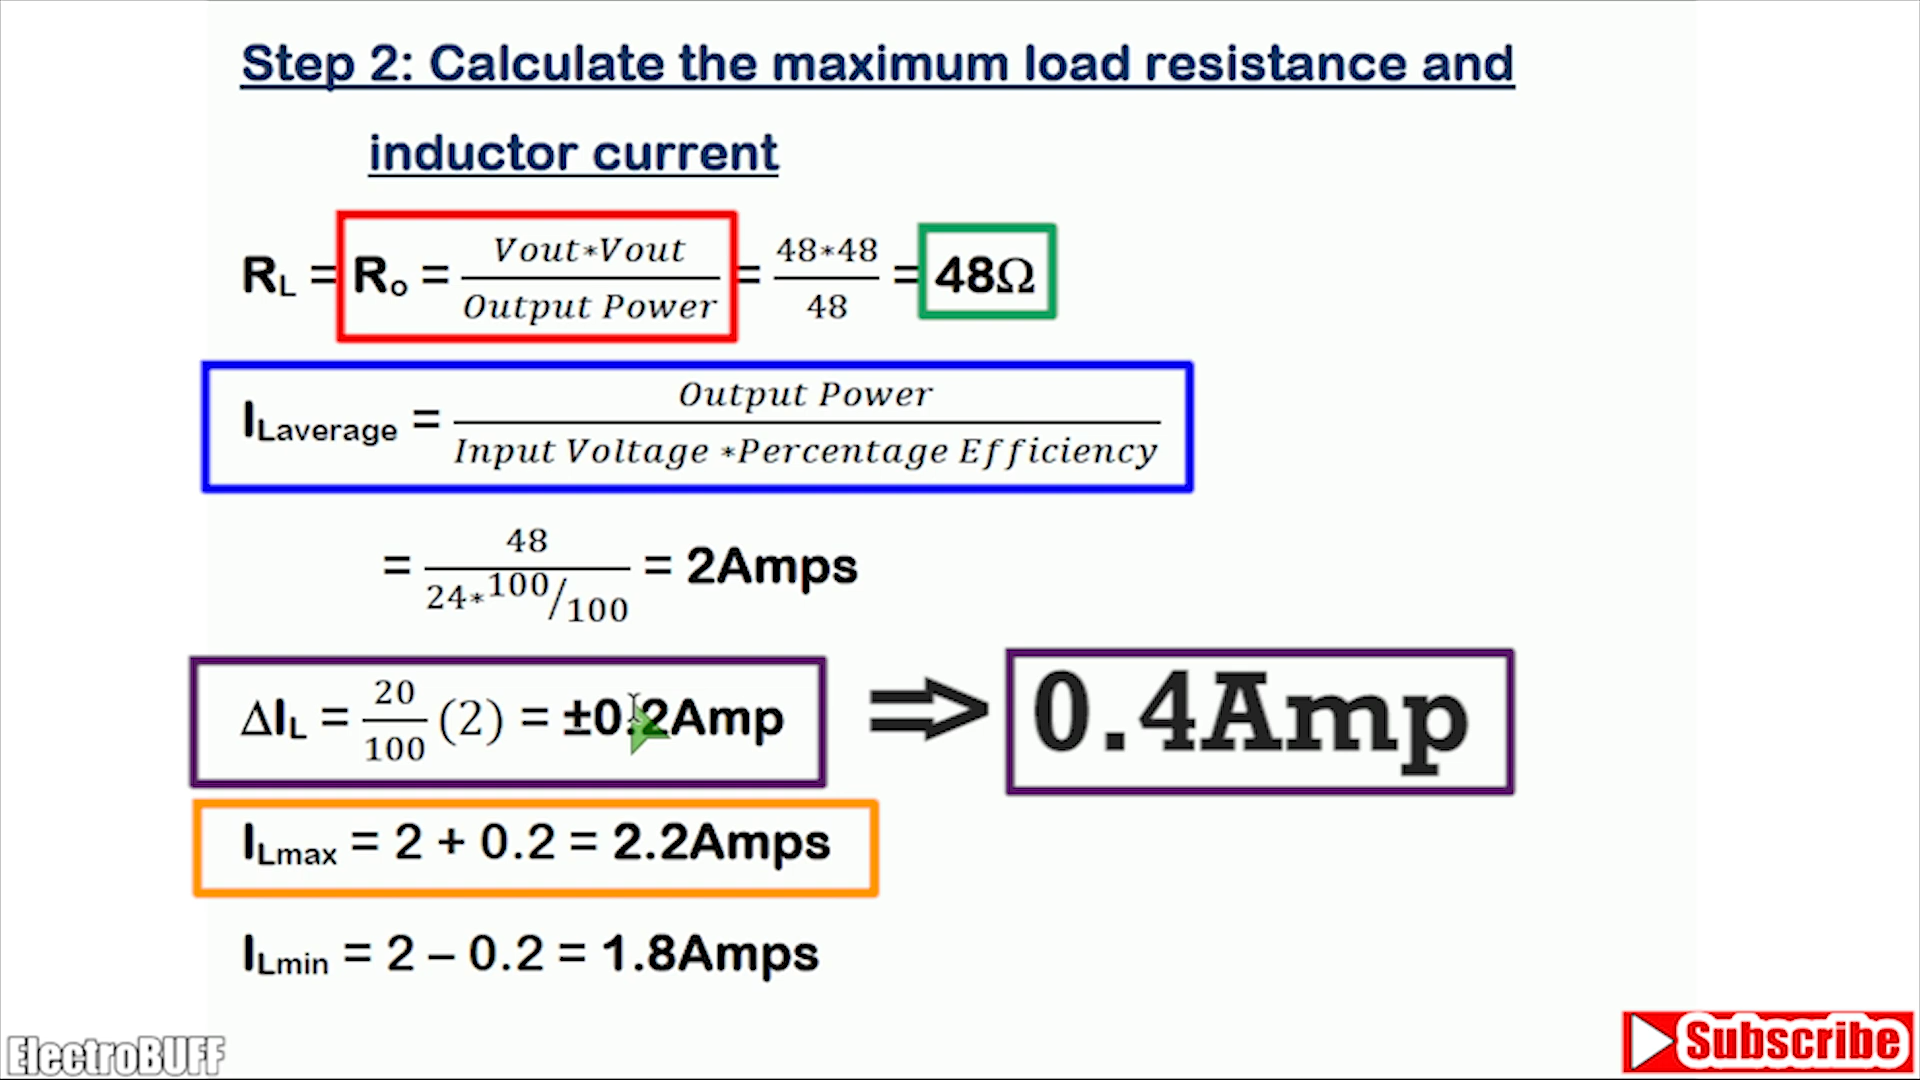 Step 2: Calculate the maximum load resistance and
inductor current
RL = Ro = Vout*Vout / Output Power = 48*48 / 48 = 48Ω
ILaverage = Output Power / Input Voltage *Percentage Efficiency
= 48 / 24*100/100 = 2Amps
ΔIL = 20/100 (2) = ±0.2Amp => 0.4Amp
ILmax = 2 + 0.2 = 2.2Amps
ILmin = 2 – 0.2 = 1.8Amps
ElectroBUFF
Subscribe